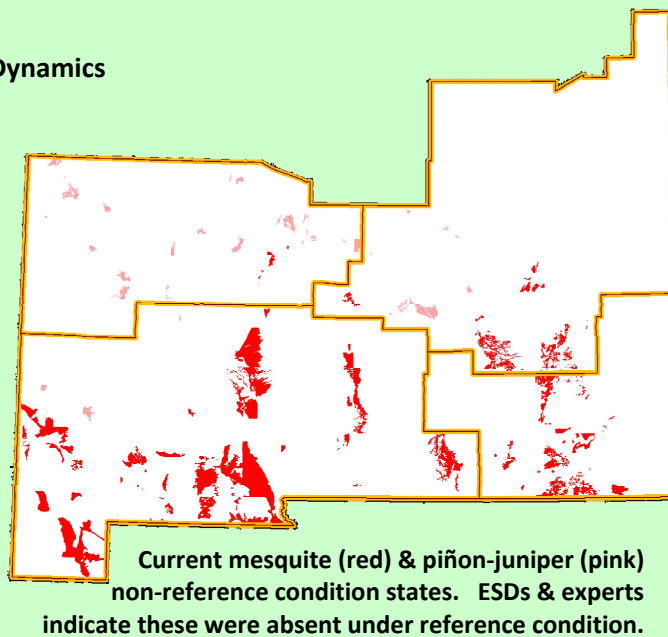 Dynamics
Current mesquite (red) & piñon-juniper (pink)
non-reference condition states.   ESDs & experts
indicate these were absent under reference condition.